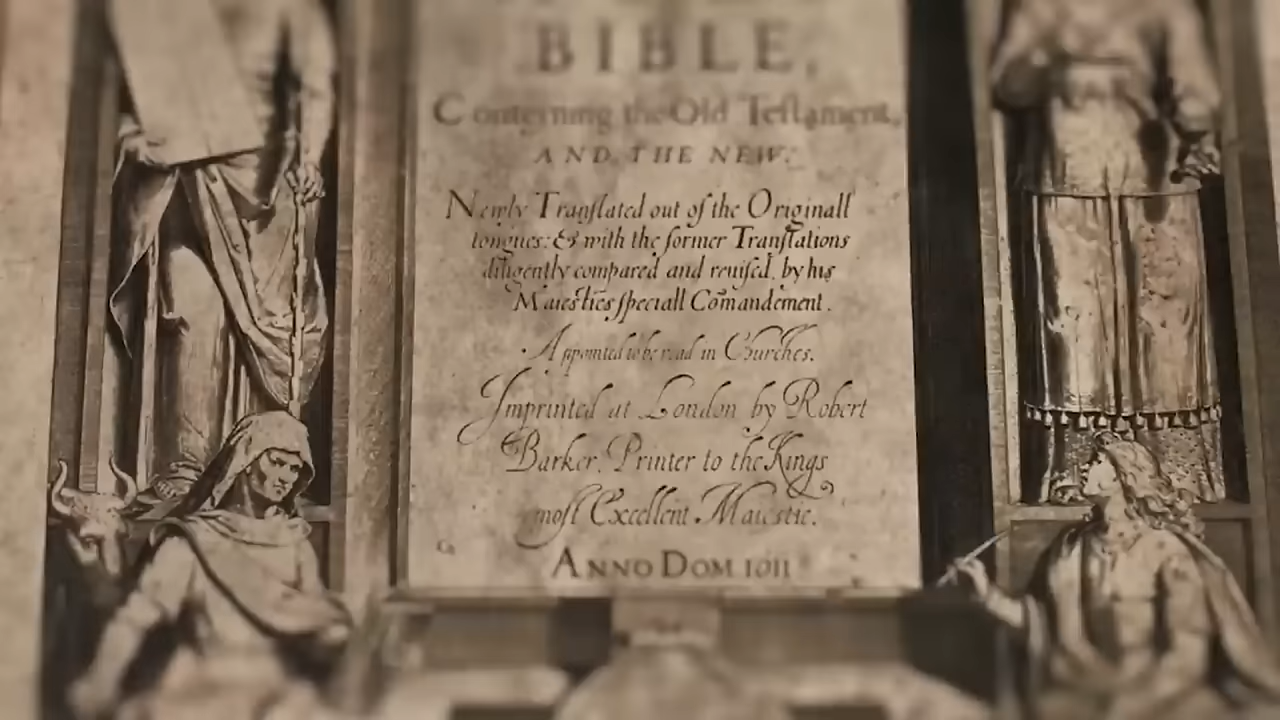 BIBLE,
Conteyning the Old Teſtament,
AND THE NEW:
Newly Tranſlated out of the Originall
tongues: & with the former Tranſlations
diligently compared and reuiſed, by his
Maieſties ſpeciall Cõmandement.
Appointed to be read in Churches.
Imprinted at London by Robert
Barker, Printer to the Kings
moſt Excellent Maieſtie.
ANNO DOM 1611